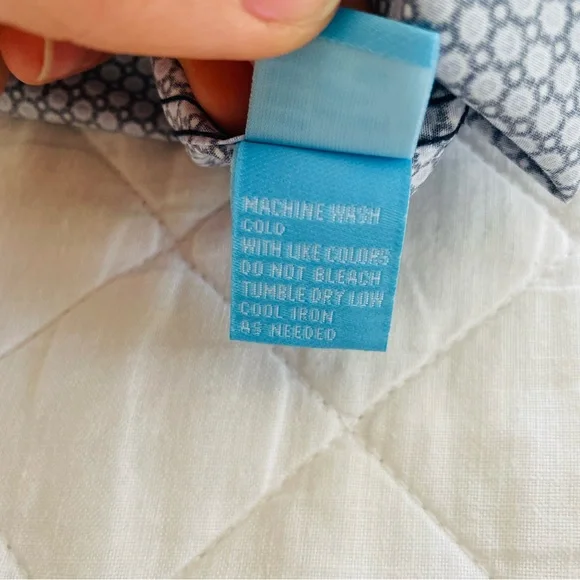 MACHINE WASH
COLD
WITH LIKE COLORS
DO NOT BLEACH
TUMBLE DRY LOW
COOL IRON
AS NEEDED